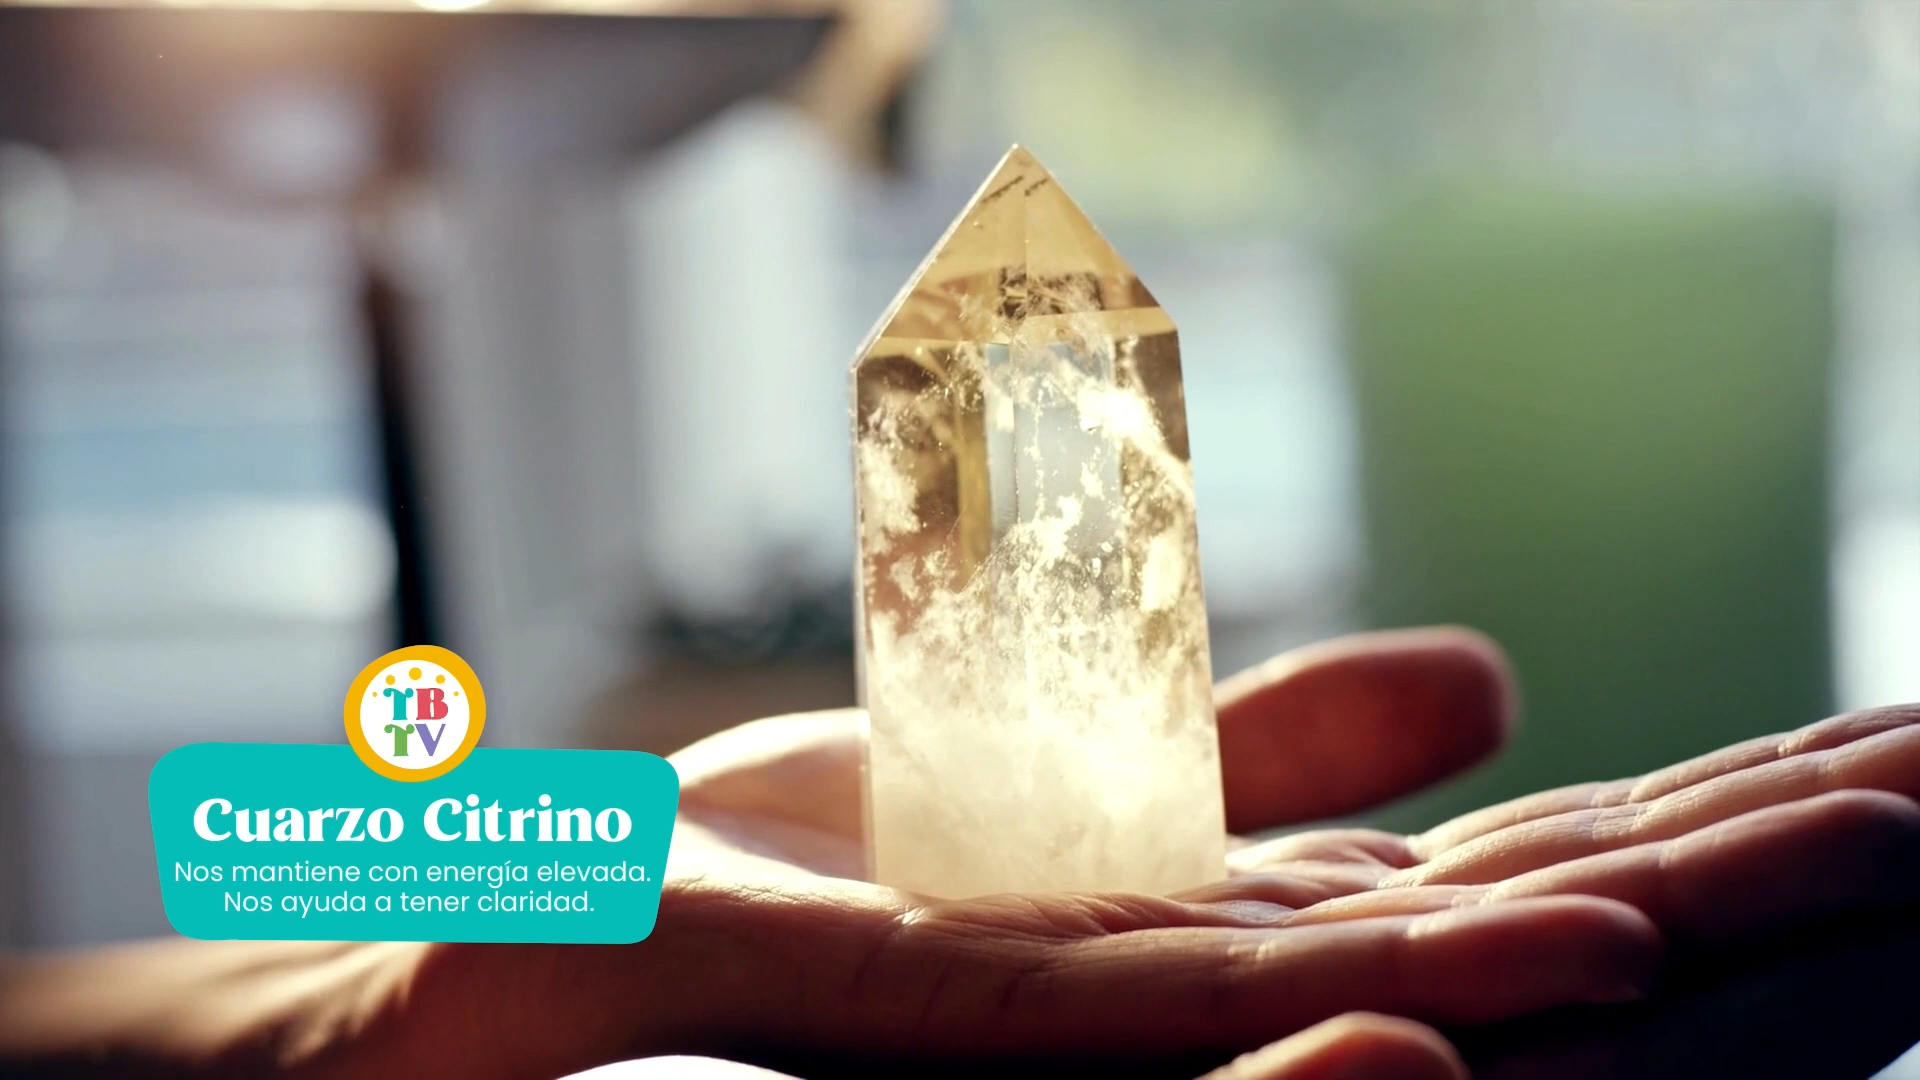 TB
TV
Cuarzo Citrino
Nos mantiene con energía elevada.
Nos ayuda a tener claridad.